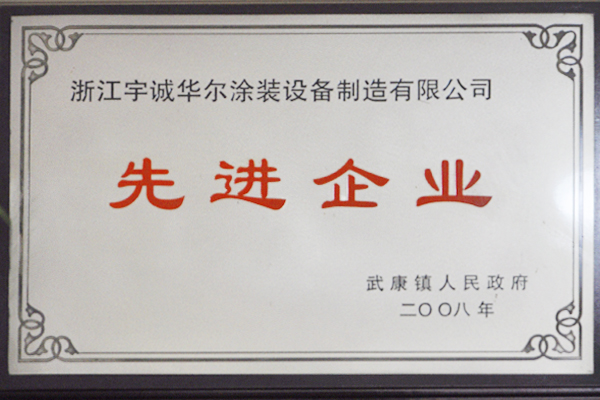 浙江宇诚华尔涂装设备制造有限公司
先进企业
武康镇人民政府
二〇〇八年